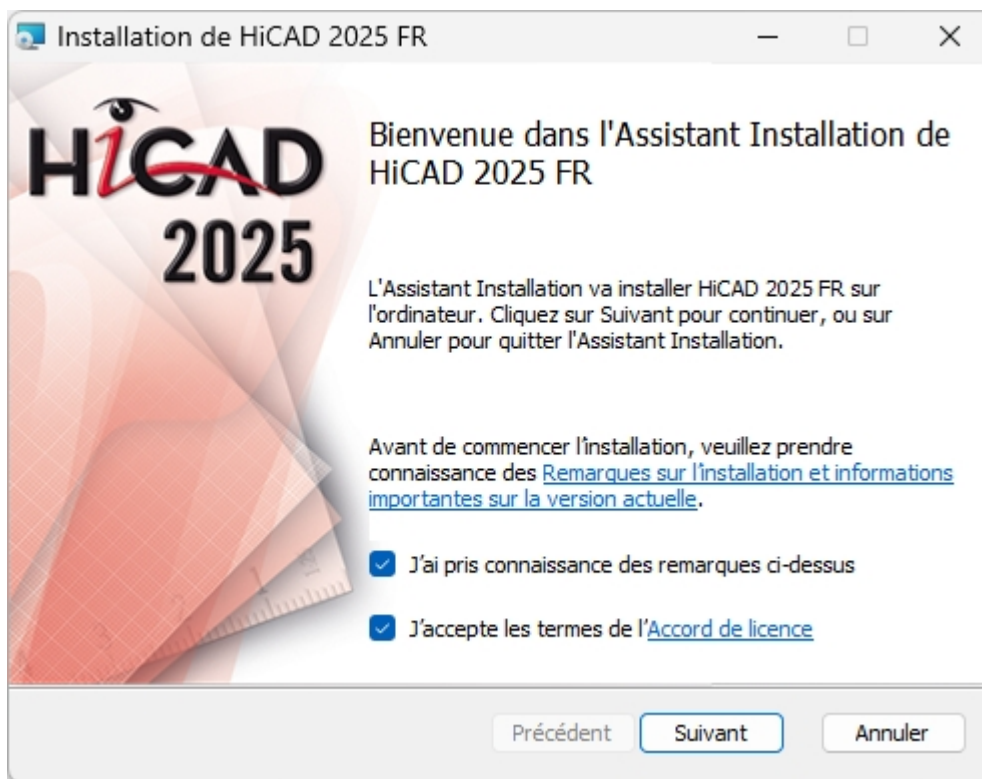 Installation de HiCAD 2025 FR
HiCAD
2025
Bienvenue dans l'Assistant Installation de
HiCAD 2025 FR
L'Assistant Installation va installer HiCAD 2025 FR sur
l'ordinateur. Cliquez sur Suivant pour continuer, ou sur
Annuler pour quitter l'Assistant Installation.
Avant de commencer l’installation, veuillez prendre
connaissance des Remarques sur l’installation et informations
importantes sur la version actuelle.
J’ai pris connaissance des remarques ci-dessus
J’accepte les termes de l’Accord de licence
Précédent
Suivant
Annuler